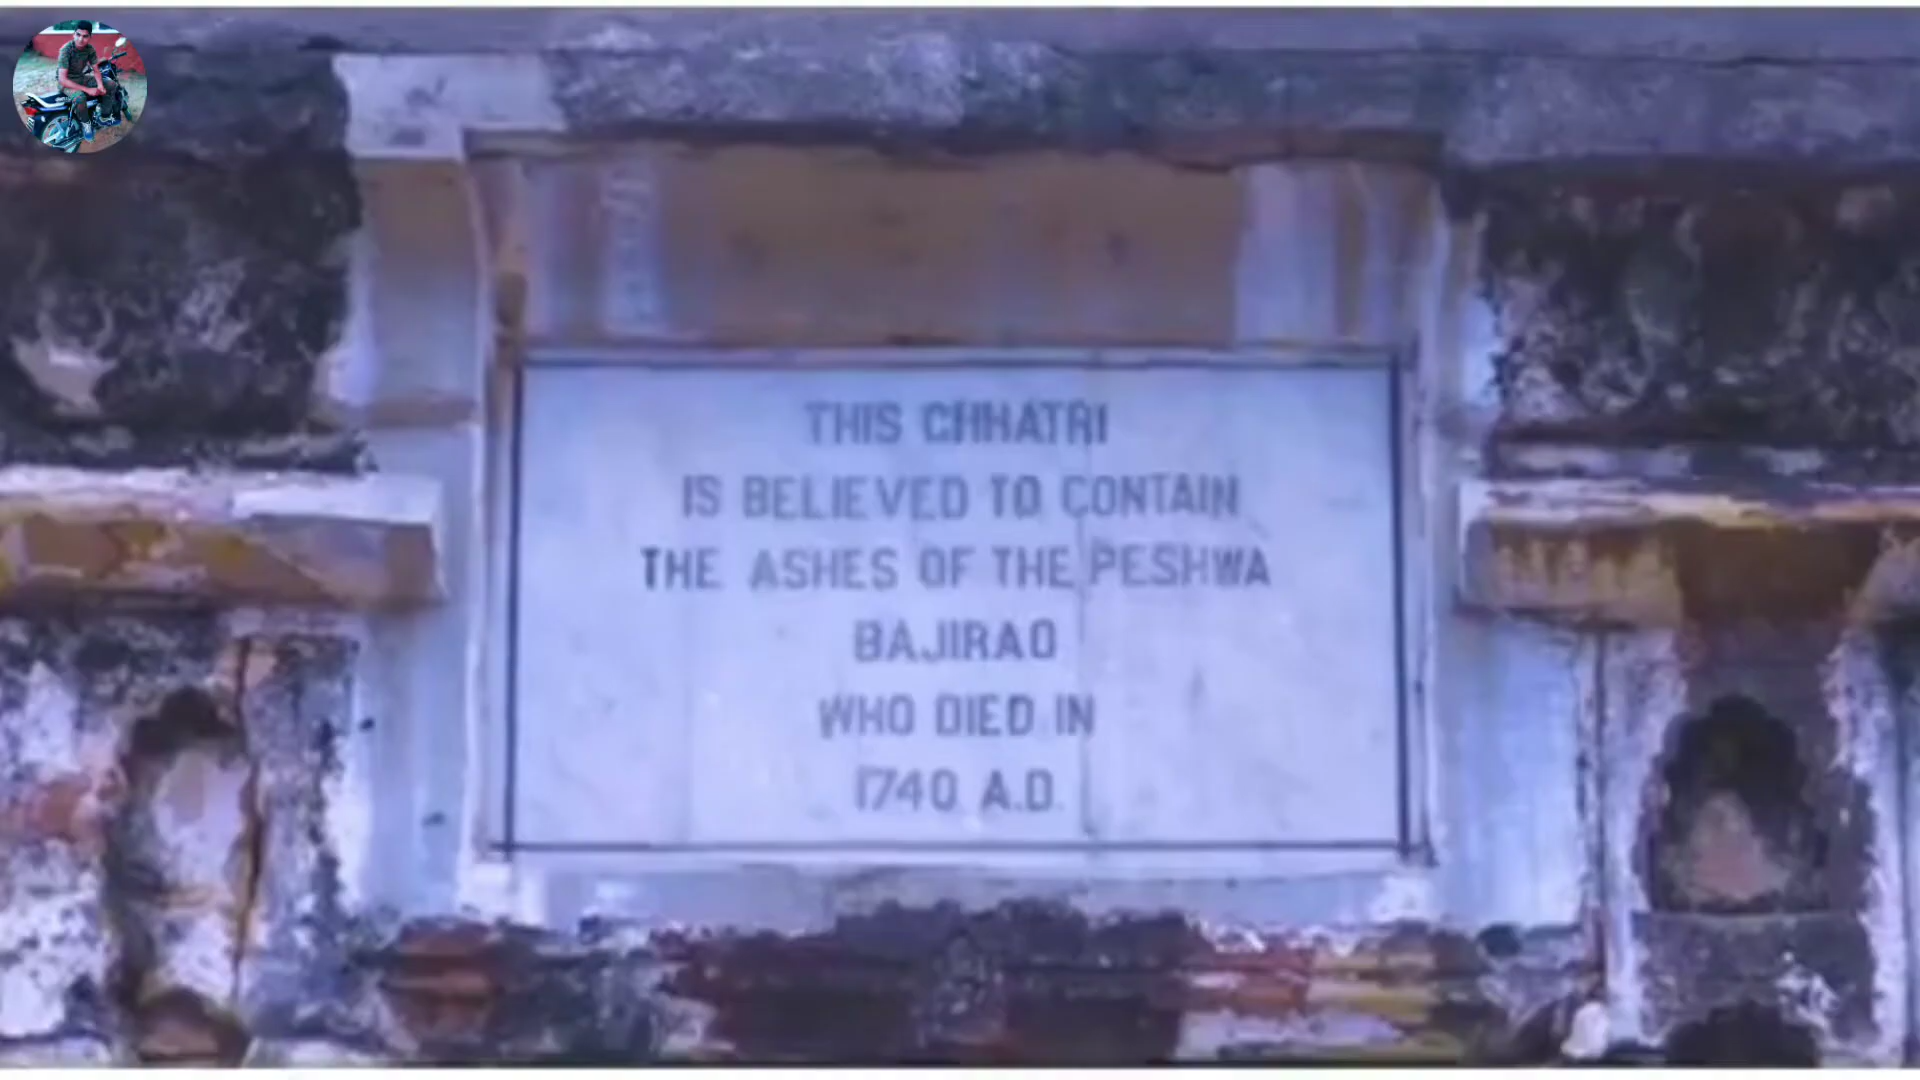 THIS CHHATRI
IS BELIEVED TO CONTAIN
THE ASHES OF THE PESHWA
BAJIRAO
WHO DIED IN
1740 A.D.